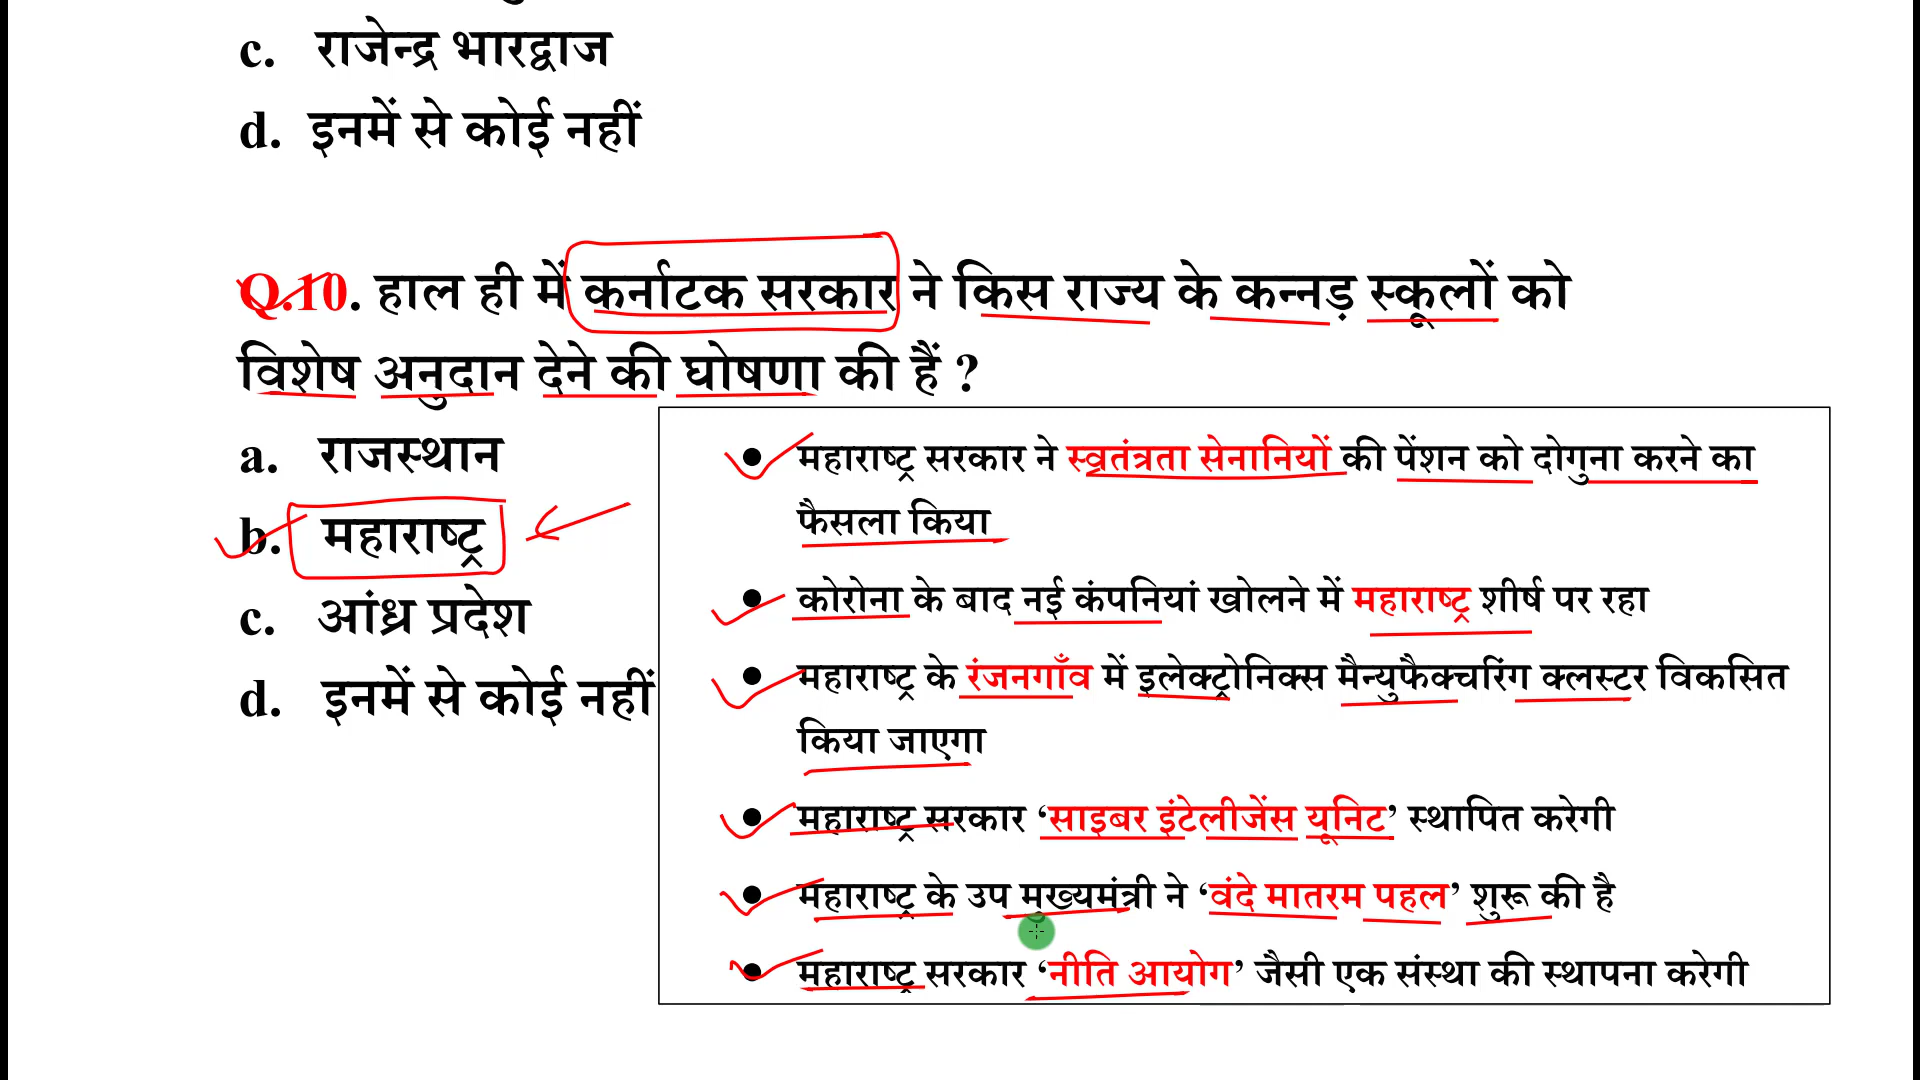 c. राजेन्द्र भारद्वाज
d. इनमें से कोई नहीं
Q.10. हाल ही में कर्नाटक सरकार ने किस राज्य के कन्नड़ स्कूलों को
विशेष अनुदान देने की घोषणा की हैं ?
a. राजस्थान
b. महाराष्ट्र
c. आंध्र प्रदेश
d. इनमें से कोई नहीं
• महाराष्ट्र सरकार ने स्वतंत्रता सेनानियों की पेंशन को दोगुना करने का
फैसला किया
• कोरोना के बाद नई कंपनियां खोलने में महाराष्ट्र शीर्ष पर रहा
• महाराष्ट्र के रंजनगाँव में इलेक्ट्रोनिक्स मैन्युफैक्चरिंग क्लस्टर विकसित
किया जाएगा
• महाराष्ट्र सरकार ‘साइबर इंटेलीजेंस यूनिट’ स्थापित करेगी
• महाराष्ट्र के उप मुख्यमंत्री ने ‘वंदे मातरम पहल’ शुरू की है
• महाराष्ट्र सरकार ‘नीति आयोग’ जैसी एक संस्था की स्थापना करेगी